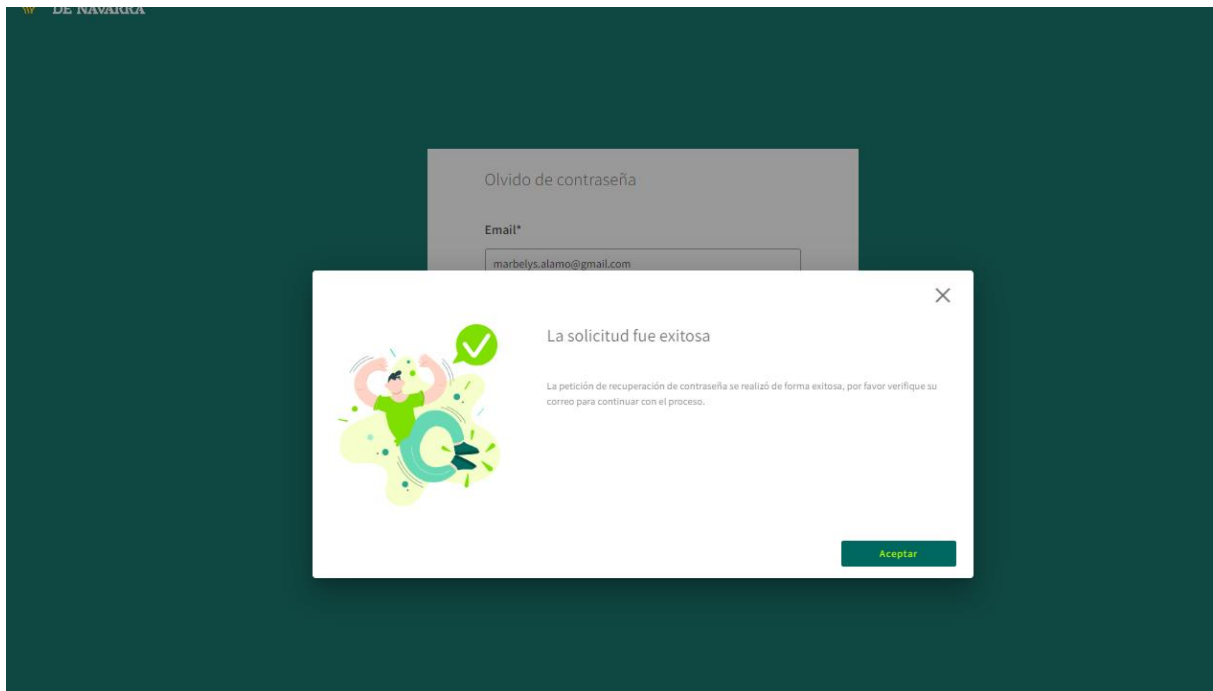 DE NAVARRA
Olvido de contraseña
Email*
marbelys.alamo@gmail.com
La solicitud fue exitosa
La petición de recuperación de contraseña se realizó de forma exitosa, por favor verifique su
correo para continuar con el proceso.
Aceptar